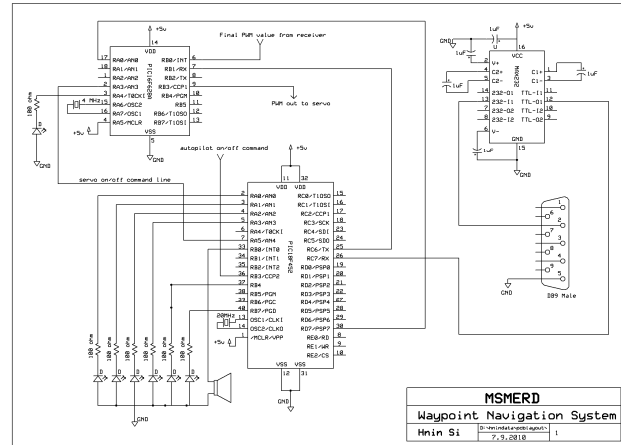 +5v
14
VDD
17 RA0/AN0 RB0/INT 6
18 RA1/AN1 RB1/RX 7
1 RA2/AN2 RB2/TX 8
2 RA3/AN3 RB3/CCP1 9
3 RA4/T0CKI RB4/PGM 10
15 RA6/OSC2 RB5 11
16 RA7/OSC1 RB6/T1OSO 12
4 RA5/MCLR RB7/T1OSI 13
VSS
5
PIC16F628A
4 MHz
100 ohm
D
+5v
GND
GND
Final PWM value from receiver
PWM out to servo
autopilot on/off command
servo on/off command line
+5v
11 32
VDD VDD
2 RA0/AN0 RC0/T1OSO 15
3 RA1/AN1 RC1/T1OSI 16
4 RA2/AN2 RC2/CCP1 17
5 RA3/AN3 RC3/SCK 18
6 RA4/T0CKI RC4/SDI 23
7 RA5/AN4 RC5/SDO 24
33 RB0/INT0 RC6/TX 25
34 RB1/INT1 RC7/RX 26
35 RB2/INT2 RD0/PSP0 19
36 RB3/CCP2 RD1/PSP1 20
37 RB4 RD2/PSP2 21
38 RB5/PGM RD3/PSP3 22
39 RB6/PGC RD4/PSP4 27
40 RB7/PGD RD5/PSP5 28
13 OSC1/CLKI RD6/PSP6 29
14 OSC2/CLKO RD7/PSP7 30
1 /MCLR/VPP RE0/RD 8
RE1/WR 9
RE2/CS 10
VSS VSS
12 31
PIC18F452
20MHz
+5v
GND
100 ohm
100 ohm
100 ohm
100 ohm
100 ohm
100 ohm
D
D
D
D
D
D
GND
+5v
1uF
GND
U
16
VCC
2 V+
4 C2+ C1+ 1
5 C2- C1- 3
14 232-O1 TTL-I1 11
13 232-I1 TTL-O1 12
7 232-O2 TTL-I2 10
8 232-I2 TTL-O2 9
6 V-
GND
15
MAX232
1uF
1uF
1uF
1uF
GND
GND
1
6
2
7
3
8
4
9
5
GND
DB9 Male
MSMERD
Waypoint Navigation System
Hnin Si
1
7.9.2010